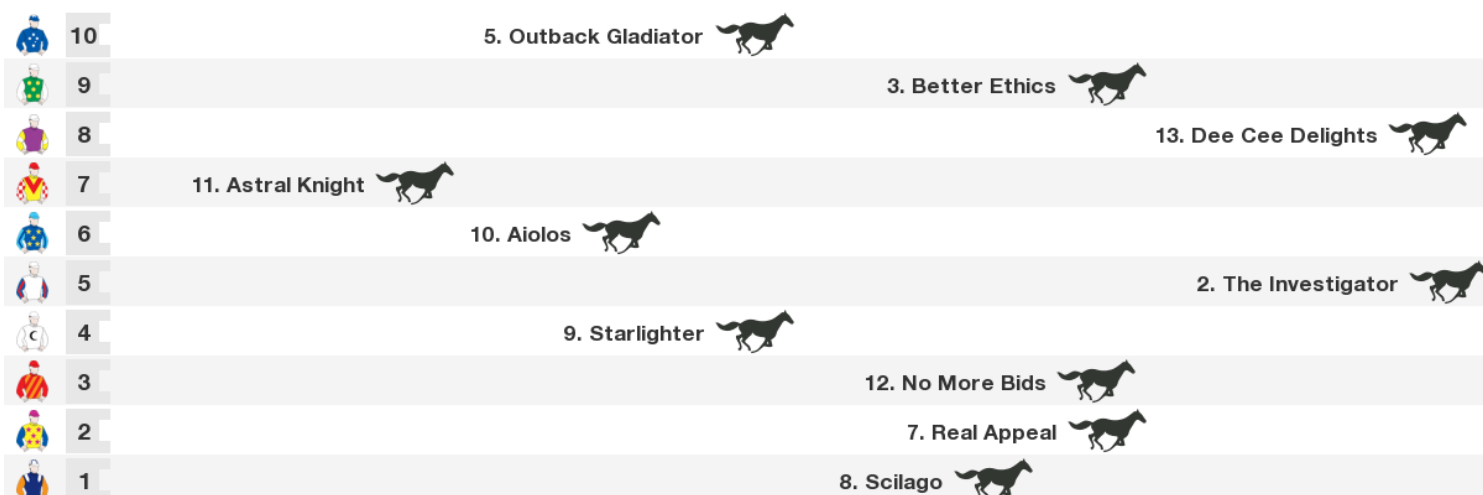 10 5. Outback Gladiator
9 3. Better Ethics
8 13. Dee Cee Delights
7 11. Astral Knight
6 10. Aiolos
5 2. The Investigator
4 9. Starlighter
C
3 12. No More Bids
2 7. Real Appeal
1 8. Scilago